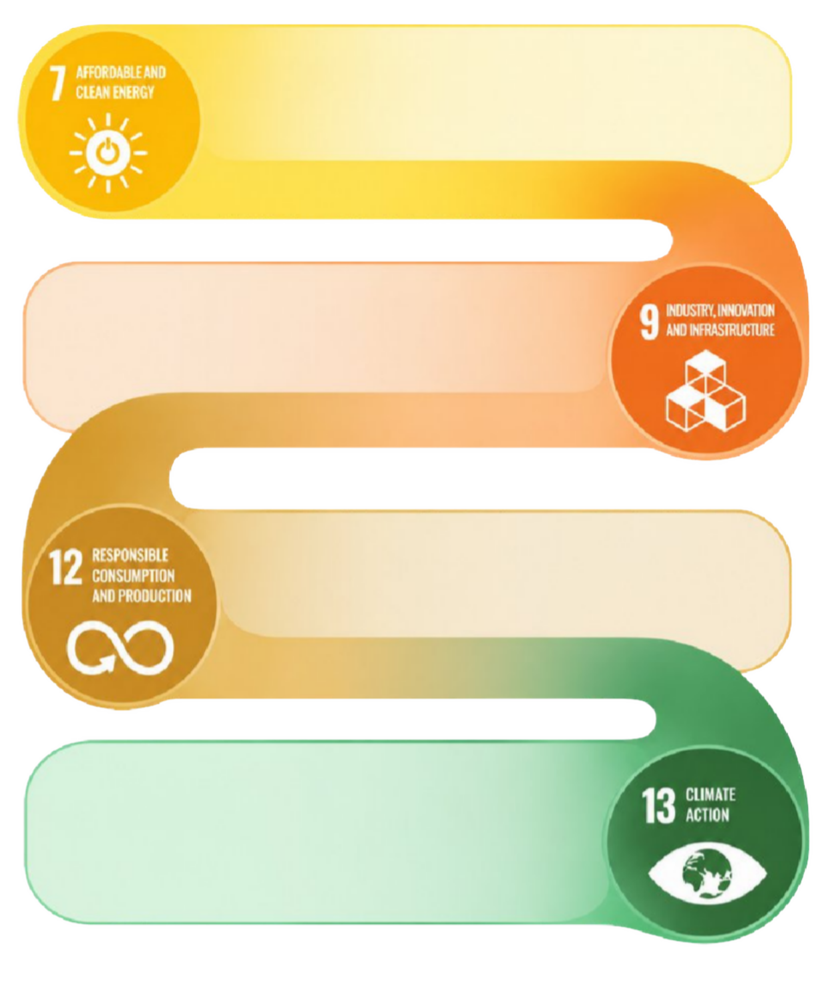 7
AFFORDABLE AND
CLEAN ENERGY
9
INDUSTRY, INNOVATION
AND INFRASTRUCTURE
12
RESPONSIBLE
CONSUMPTION
AND PRODUCTION
13
CLIMATE
ACTION